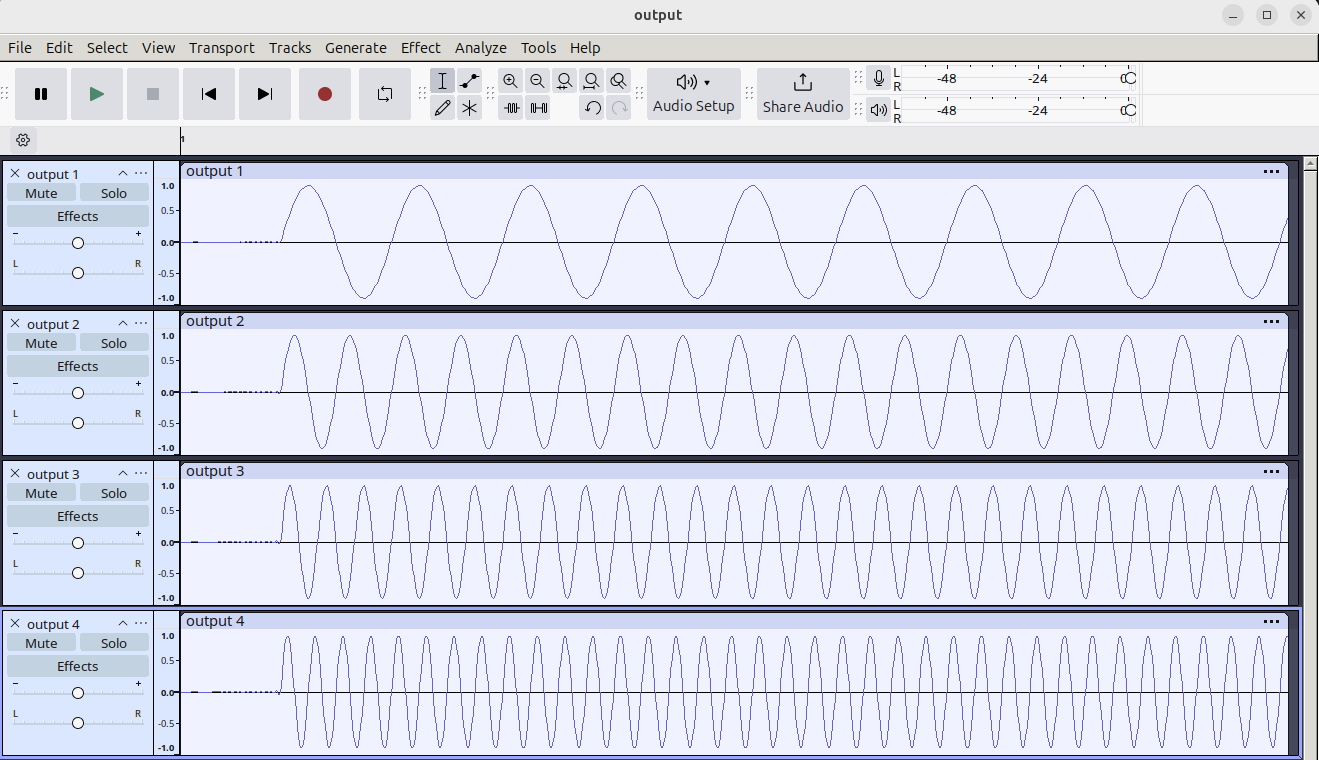 output
File Edit Select View Transport Tracks Generate Effect Analyze Tools Help
Audio Setup
Share Audio
L
R
-48 -24 0
L
R
-48 -24 0
1
output 1
Mute Solo
Effects
- +
L R
1.0
0.5
0.0
-0.5
-1.0
output 1
output 2
Mute Solo
Effects
- +
L R
1.0
0.5
0.0
-0.5
-1.0
output 2
output 3
Mute Solo
Effects
- +
L R
1.0
0.5
0.0
-0.5
-1.0
output 3
output 4
Mute Solo
Effects
- +
L R
1.0
0.5
0.0
-0.5
-1.0
output 4